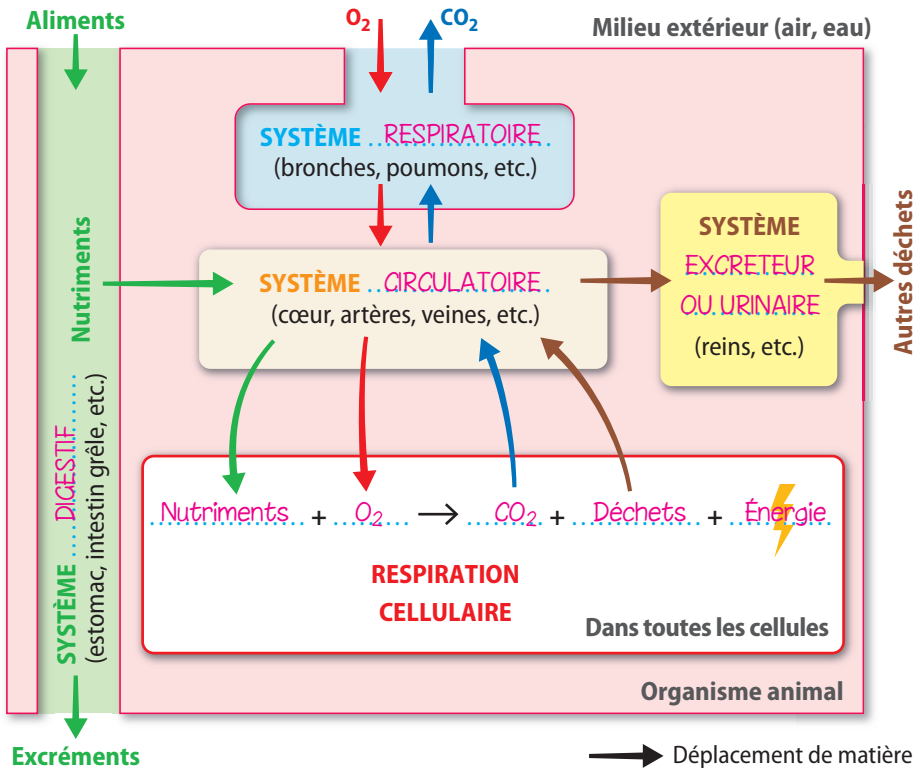 Aliments
O₂
CO₂
Milieu extérieur (air, eau)
SYSTÈME RESPIRATOIRE
(bronches, poumons, etc.)
Nutriments
SYSTÈME CIRCULATOIRE
(cœur, artères, veines, etc.)
SYSTÈME
EXCRETEUR
OU URINAIRE
(reins, etc.)
Autres déchets
SYSTÈME DIGESTIF
(estomac, intestin grêle, etc.)
Nutriments + O₂ → CO₂ + Déchets + Énergie
RESPIRATION
CELLULAIRE
Dans toutes les cellules
Organisme animal
Excréments
Déplacement de matière